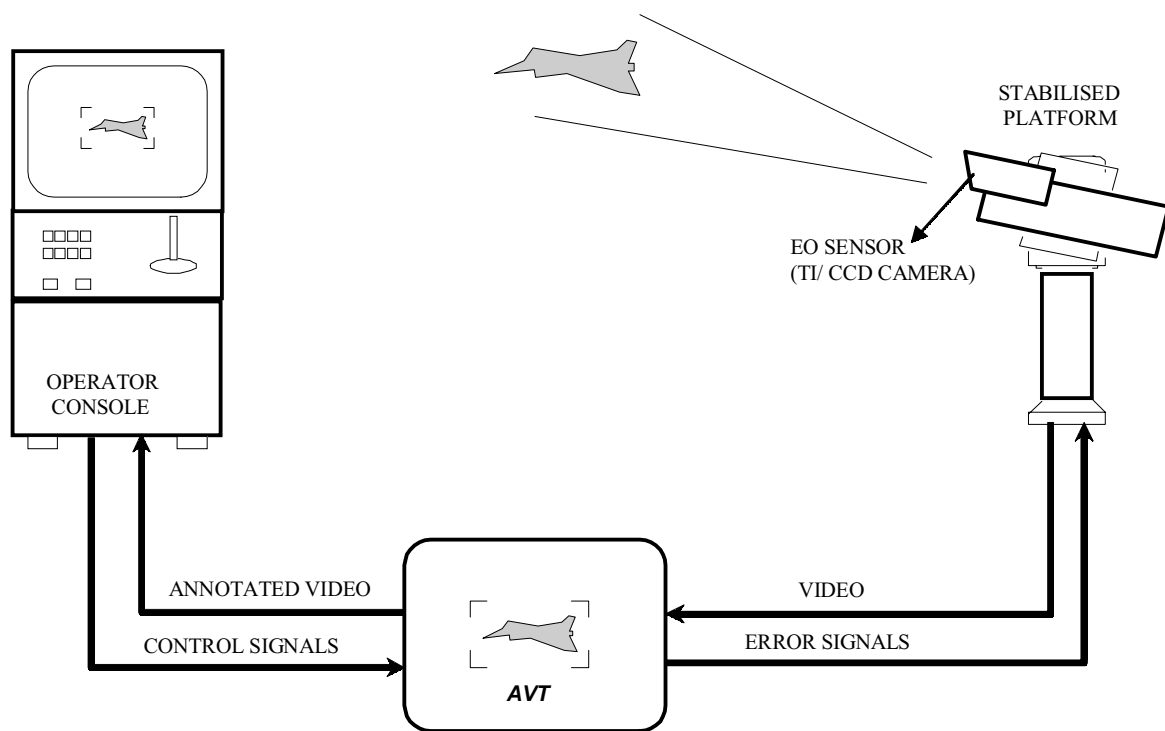 STABILISED
PLATFORM
EO SENSOR
(TI/ CCD CAMERA)
OPERATOR
CONSOLE
ANNOTATED VIDEO
VIDEO
CONTROL SIGNALS
ERROR SIGNALS
AVT